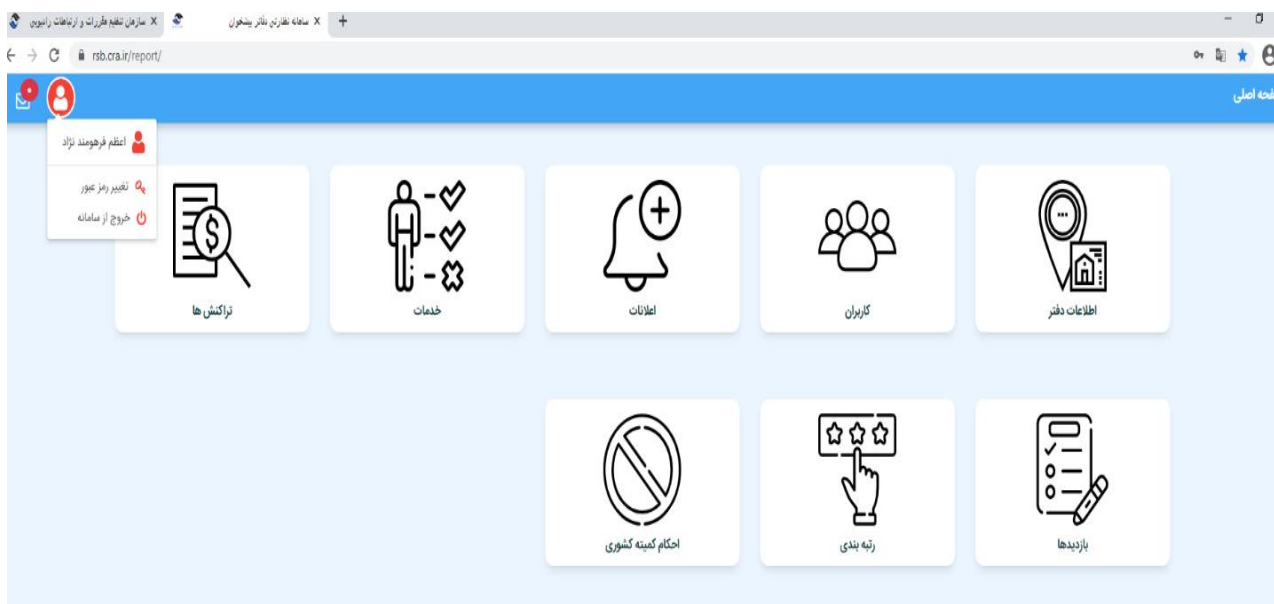 سازمان تنظیم مقررات و ارتباطات رادیویی
سامانه نظارتی دفاتر پیشخوان
rsb.cra.ir/report/
صفحه اصلی
اعظم فرهومند نژاد
تغییر رمز عبور
خروج از سامانه
اطلاعات دفتر
کاربران
اعلانات
خدمات
تراکنش ها
بازدیدها
رتبه بندی
احکام کمیته کشوری